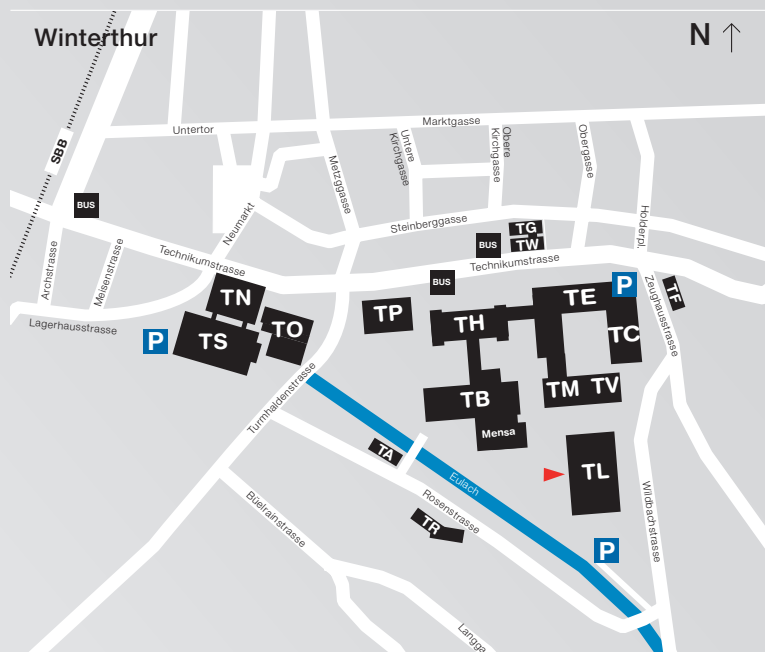 Winterthur
N
SBB
Untertor
Marktgasse
Untere
Kirchgasse
Obere
Kirchgasse
Obergasse
Metzggasse
BUS
Neumarkt
Steinberggasse
Holderpl.
TG
TW
BUS
Archstrasse
Meisenstrasse
Technikumstrasse
Technikumstrasse
BUS
P
TF
Zeughausstrasse
TN
TE
Lagerhausstrasse
P
TS
TO
TP
TH
TC
Turnhaldenstrasse
TB
TM
TV
Mensa
TA
TL
Eulach
Büelrainstrasse
Rosenstrasse
TR
Wildbachstrasse
P
Langga